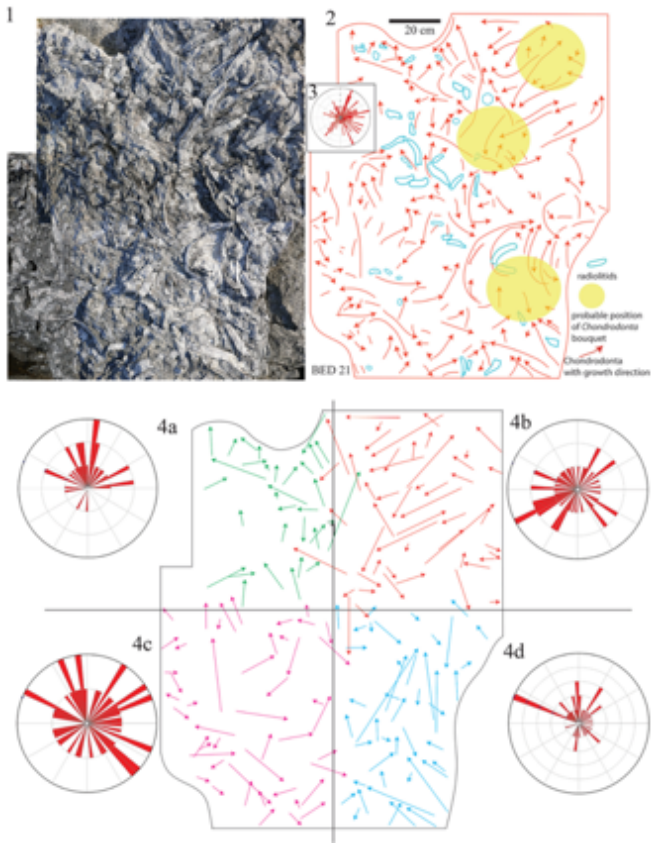 1
2
20 cm
3
radiolitids
probable position
of Chondrodonta
bouquet
Chondrodonta
with growth direction
BED 21
4a
4b
4c
4d